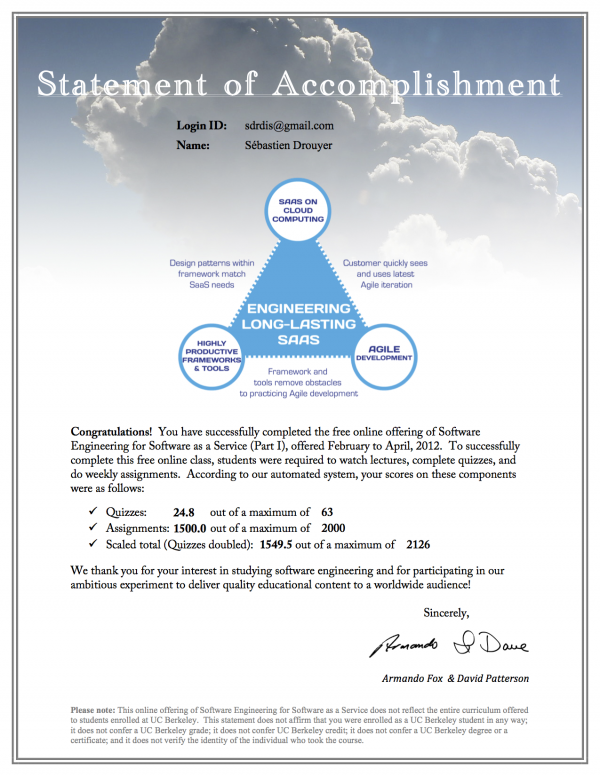 Statement of Accomplishment
Login ID: sdrdis@gmail.com
Name: Sébastien Drouyer
SAAS ON
CLOUD
COMPUTING
Design patterns within
framework match
SaaS needs
Customer quickly sees
and uses latest
Agile iteration
ENGINEERING
LONG-LASTING
SAAS
HIGHLY
PRODUCTIVE
FRAMEWORKS
& TOOLS
AGILE
DEVELOPMENT
Framework and
tools remove obstacles
to practicing Agile development
Congratulations! You have successfully completed the free online offering of Software
Engineering for Software as a Service (Part I), offered February to April, 2012. To successfully
complete this free online class, students were required to watch lectures, complete quizzes, and
do weekly assignments. According to our automated system, your scores on these components
were as follows:
✓ Quizzes: 24.8 out of a maximum of 63
✓ Assignments: 1500.0 out of a maximum of 2000
✓ Scaled total (Quizzes doubled): 1549.5 out of a maximum of 2126
We thank you for your interest in studying software engineering and for participating in our
ambitious experiment to deliver quality educational content to a worldwide audience!
Sincerely,
Armando & Dave
Armando Fox & David Patterson
Please note: This online offering of Software Engineering for Software as a Service does not reflect the entire curriculum offered
to students enrolled at UC Berkeley. This statement does not affirm that you were enrolled as a UC Berkeley student in any way;
it does not confer a UC Berkeley grade; it does not confer UC Berkeley credit; it does not confer a UC Berkeley degree or a
certificate; and it does not verify the identity of the individual who took the course.